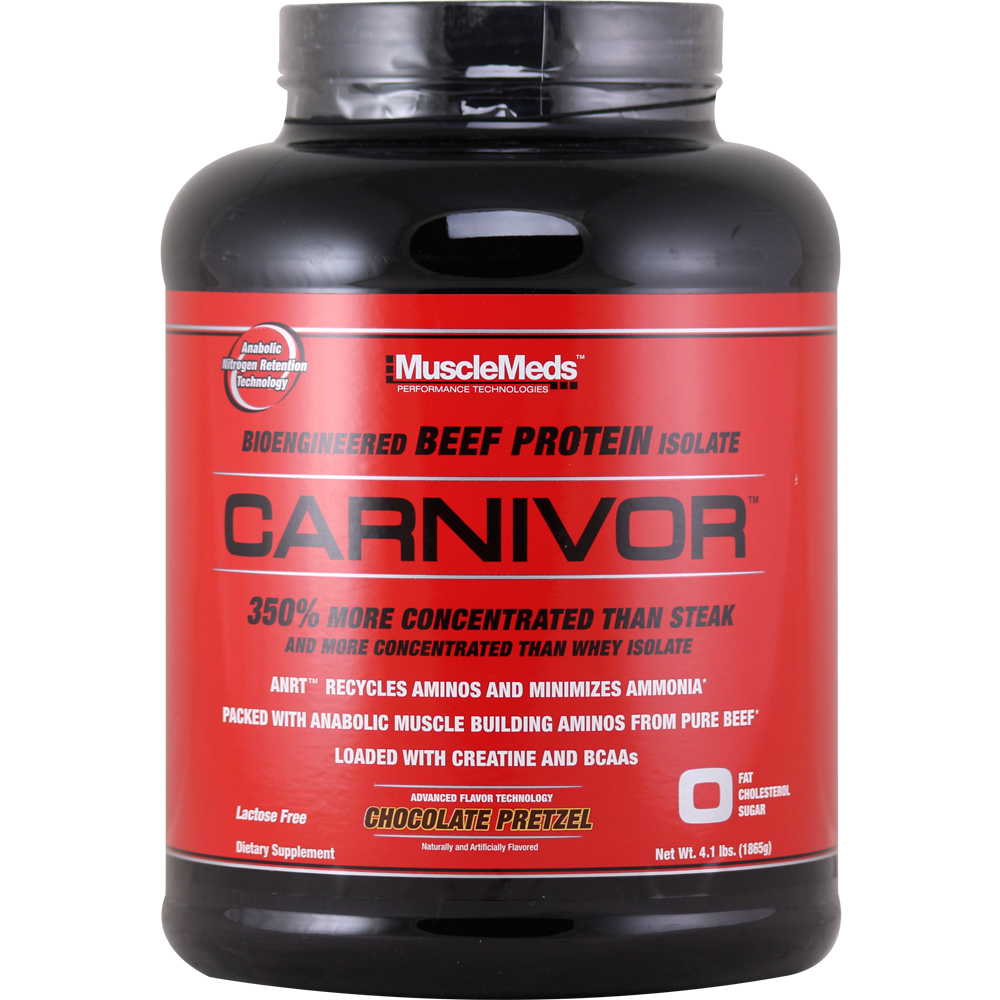 Anabolic
Nitrogen Retention
Technology
MuscleMeds™
PERFORMANCE TECHNOLOGIES
BIOENGINEERED BEEF PROTEIN ISOLATE
CARNIVOR™
350% MORE CONCENTRATED THAN STEAK
AND MORE CONCENTRATED THAN WHEY ISOLATE
ANRT™ RECYCLES AMINOS AND MINIMIZES AMMONIA*
PACKED WITH ANABOLIC MUSCLE BUILDING AMINOS FROM PURE BEEF*
LOADED WITH CREATINE AND BCAAs
0 FAT
CHOLESTEROL
SUGAR
ADVANCED FLAVOR TECHNOLOGY
CHOCOLATE PRETZEL
Naturally and Artificially Flavored
Lactose Free
Dietary Supplement
Net Wt. 4.1 lbs. (1865g)